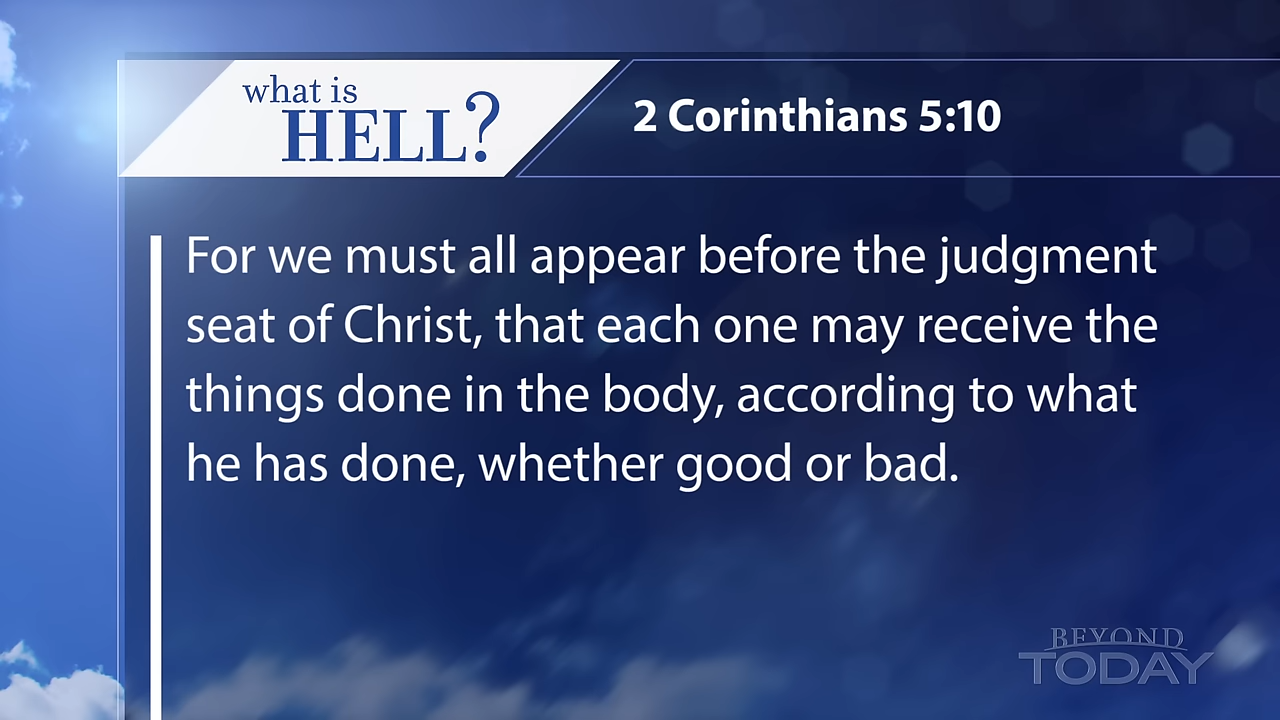 what is
HELL?
2 Corinthians 5:10
For we must all appear before the judgment
seat of Christ, that each one may receive the
things done in the body, according to what
he has done, whether good or bad.
BEYOND
TODAY